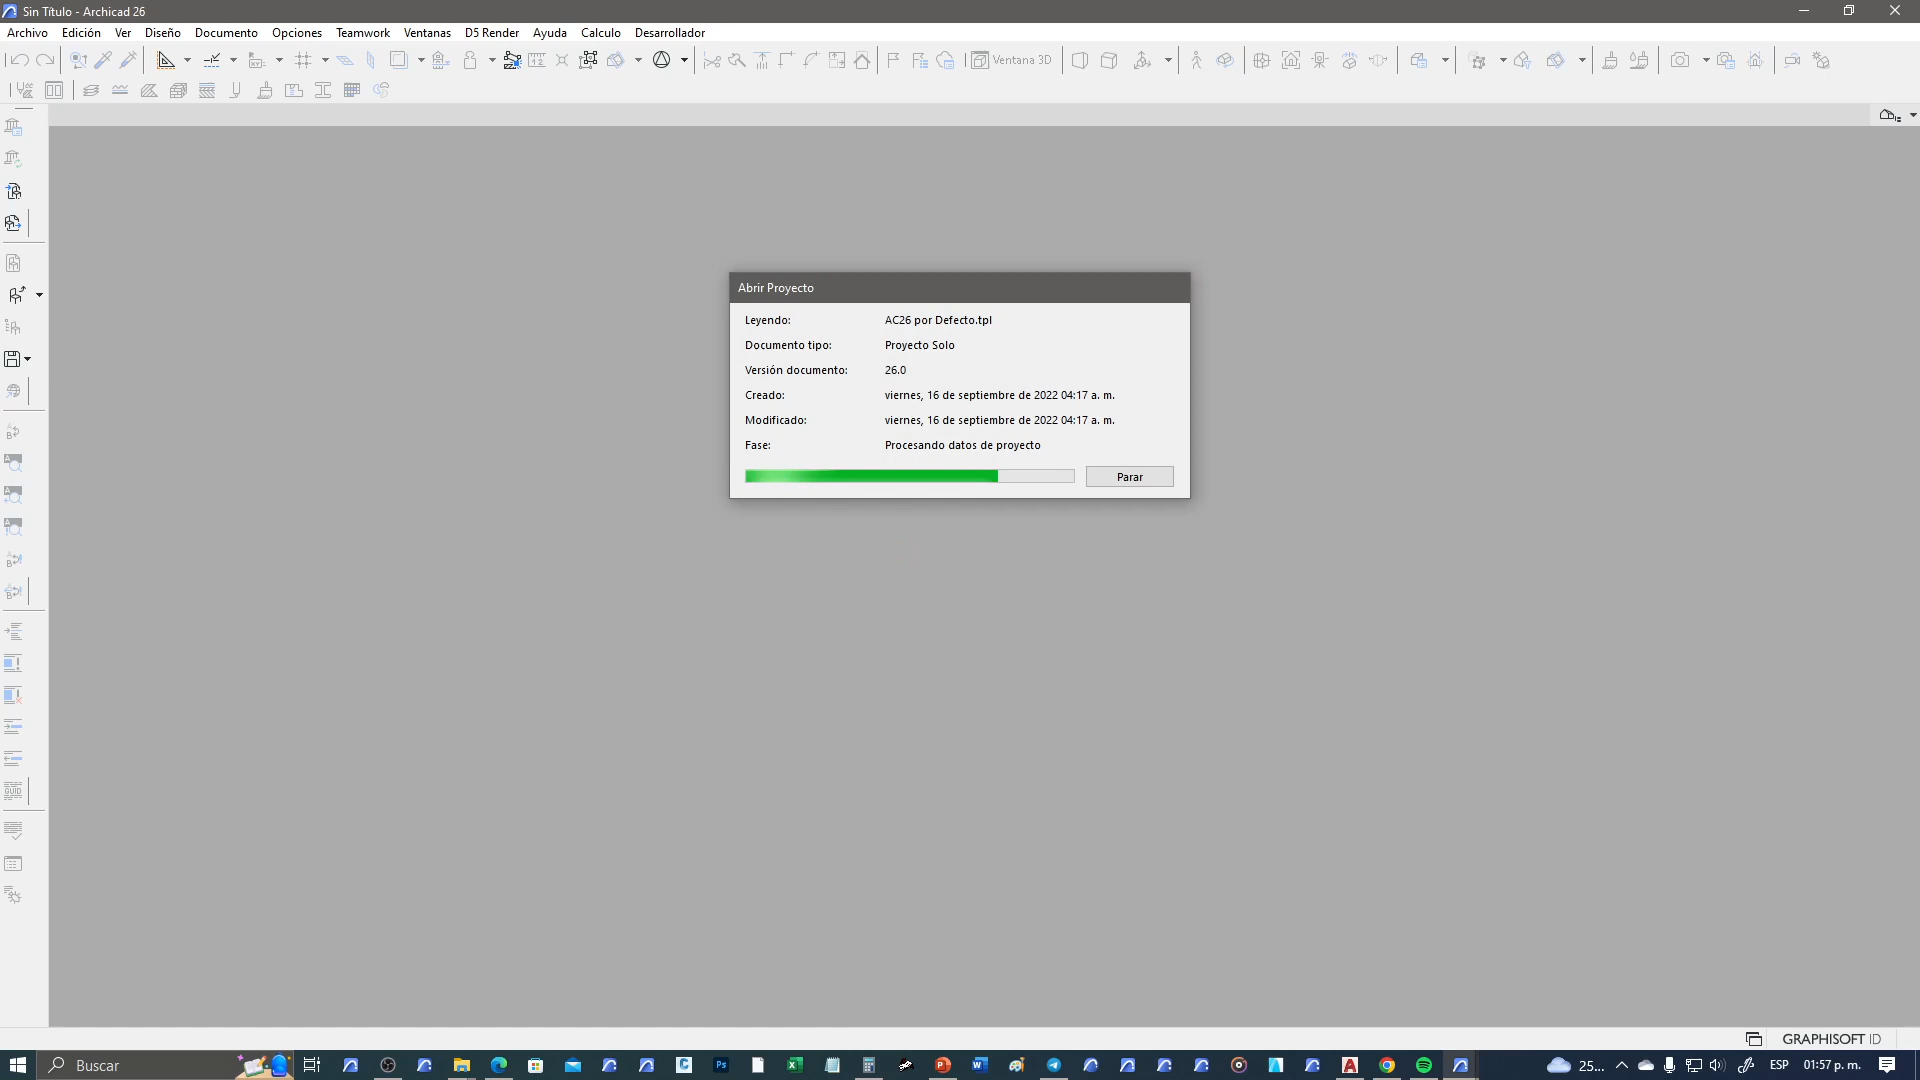 Sin Título - Archicad 26
Archivo Edición Ver Diseño Documento Opciones Teamwork Ventanas D5 Render Ayuda Calculo Desarrollador
Ventana 3D
Abrir Proyecto
Leyendo: AC26 por Defecto.tpl
Documento tipo: Proyecto Solo
Versión documento: 26.0
Creado: viernes, 16 de septiembre de 2022 04:17 a. m.
Modificado: viernes, 16 de septiembre de 2022 04:17 a. m.
Fase: Procesando datos de proyecto
Parar
GUID
GRAPHISOFT ID
Buscar
25...
ESP
01:57 p. m.